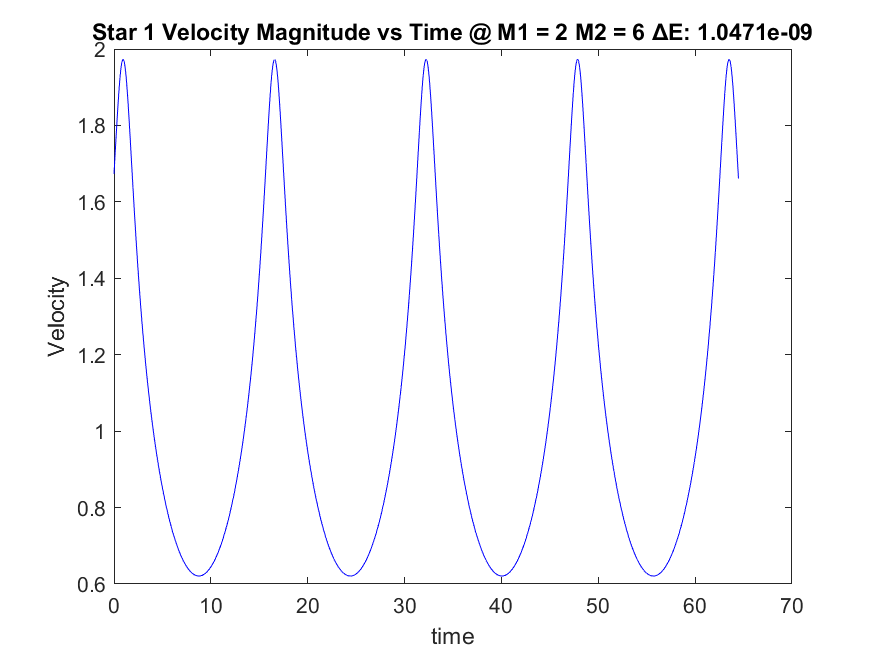 Star 1 Velocity Magnitude vs Time @ M1 = 2 M2 = 6 ΔE: 1.0471e-09
2
1.8
1.6
1.4
1.2
1
0.8
0.6
Velocity
0 10 20 30 40 50 60 70
time